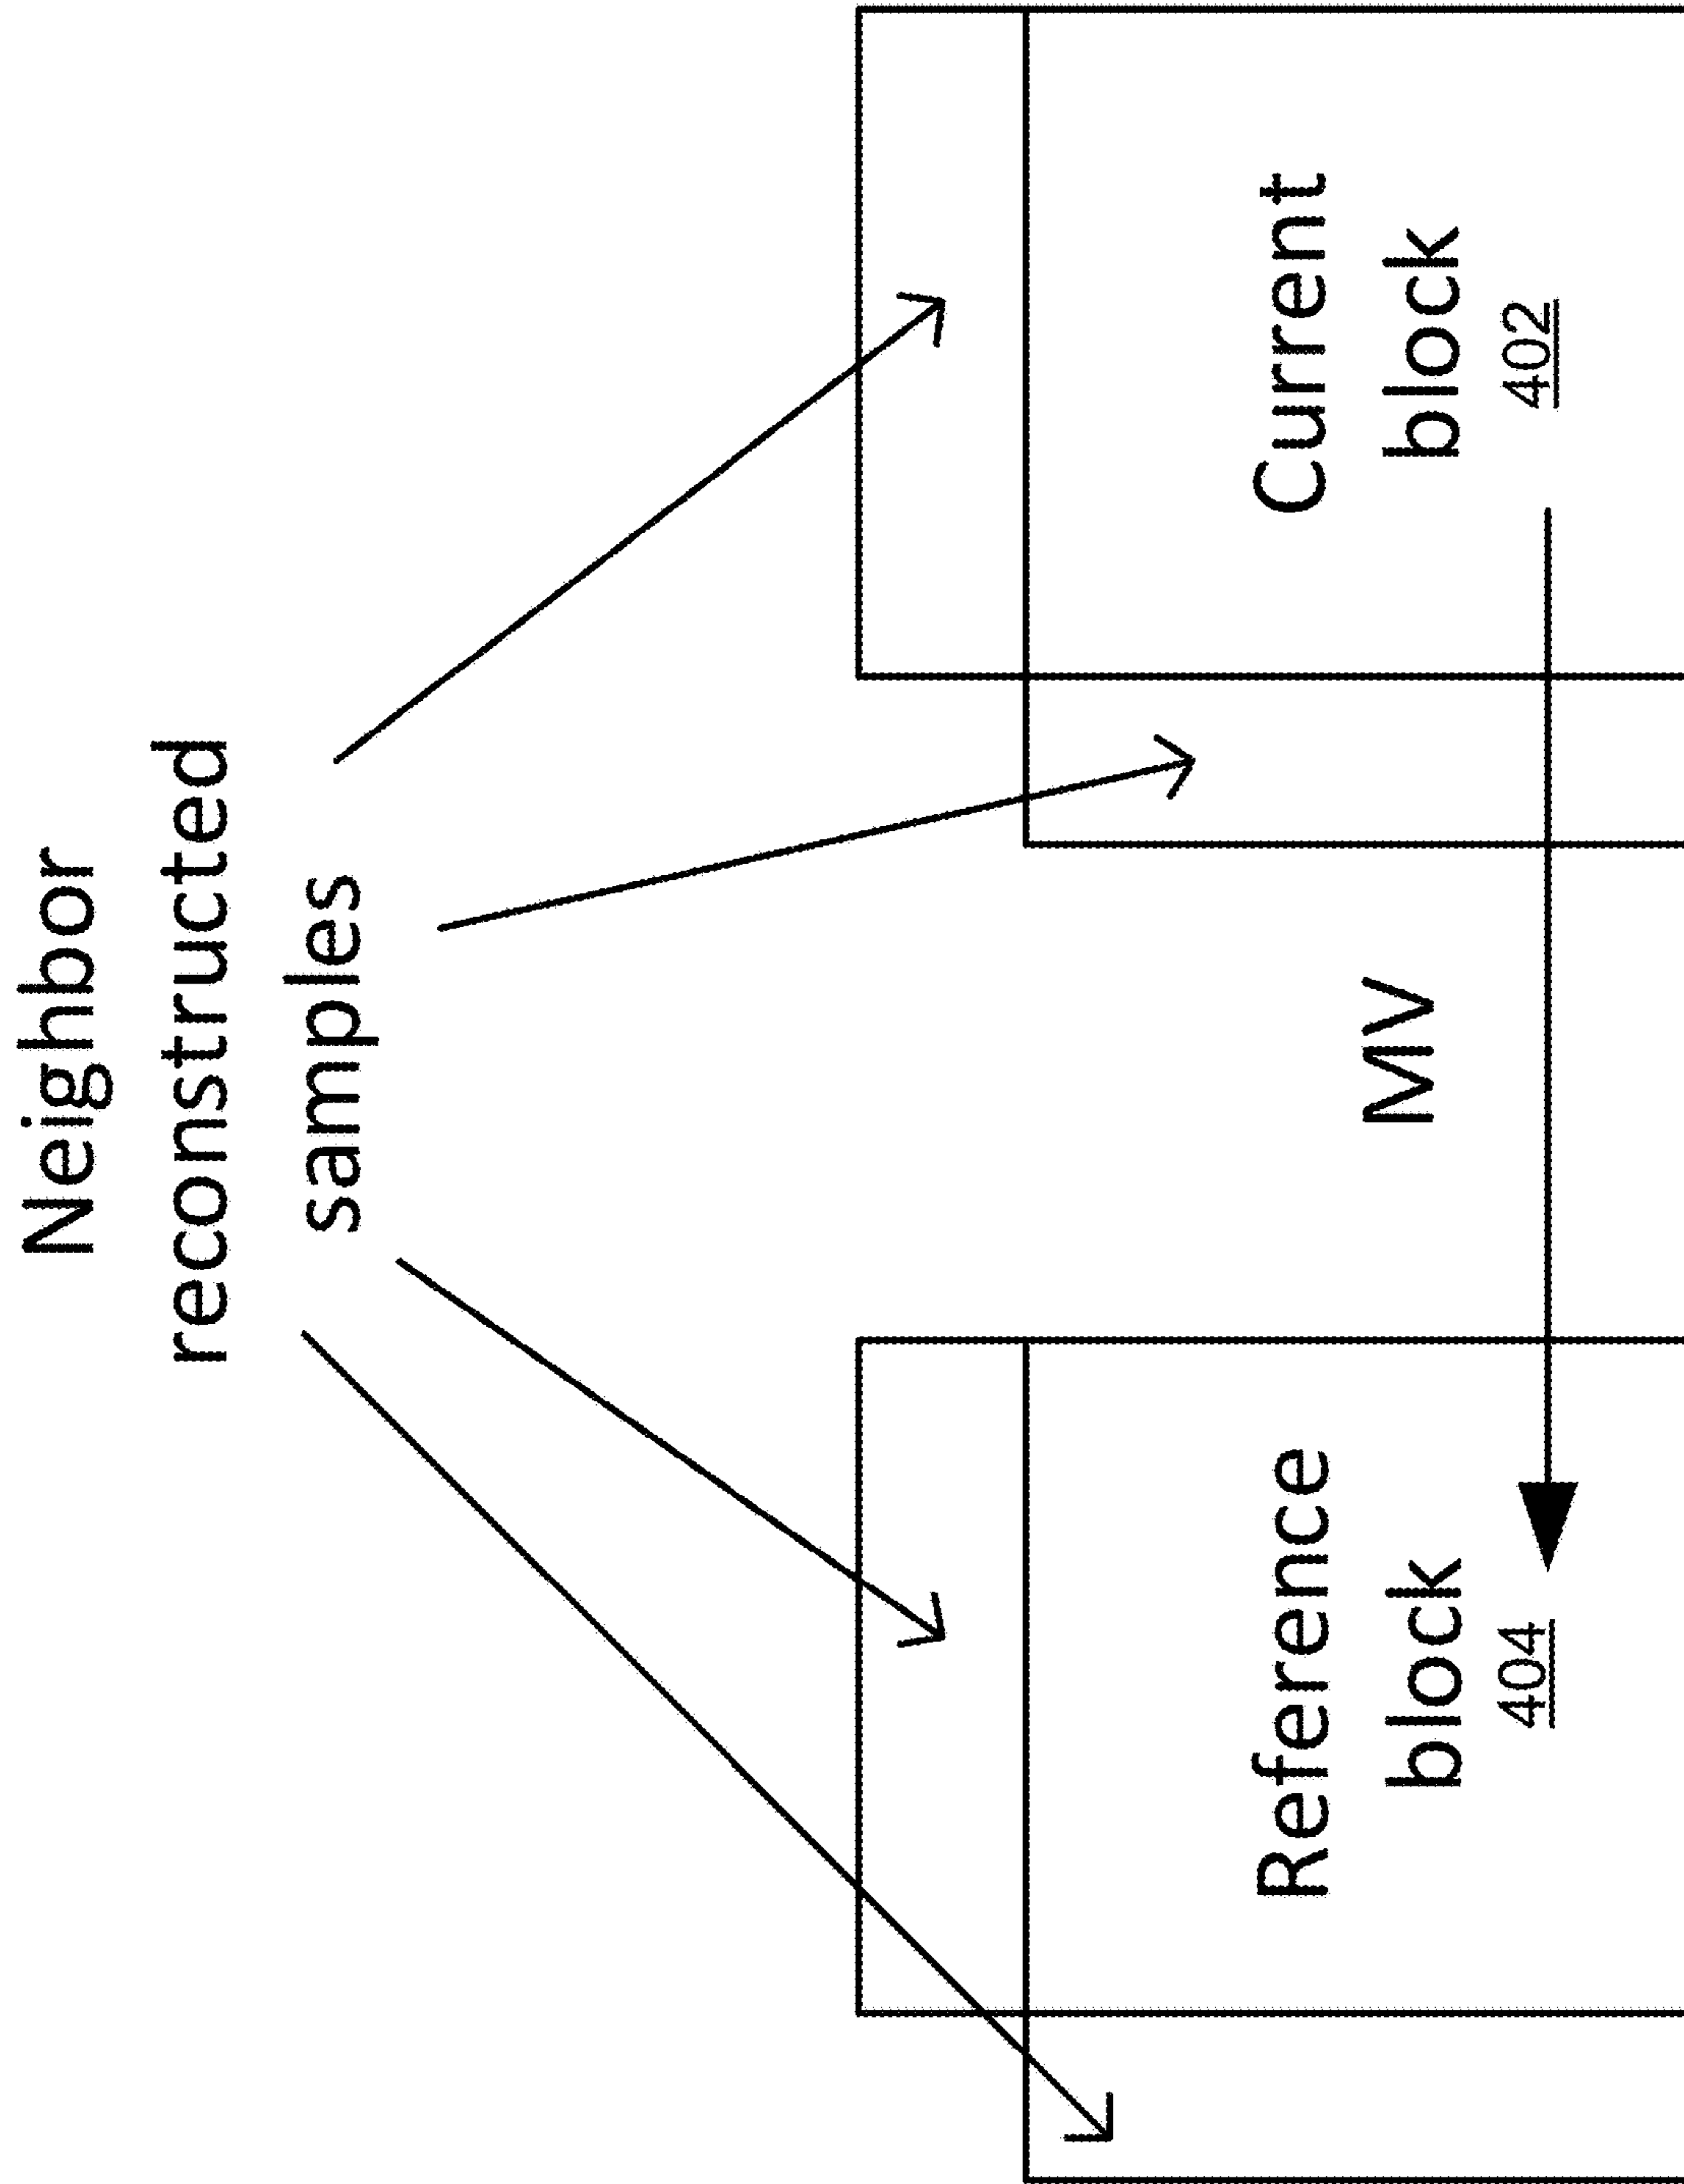 Neighbor
reconstructed
samples
Reference
block
404
MV
Current
block
402